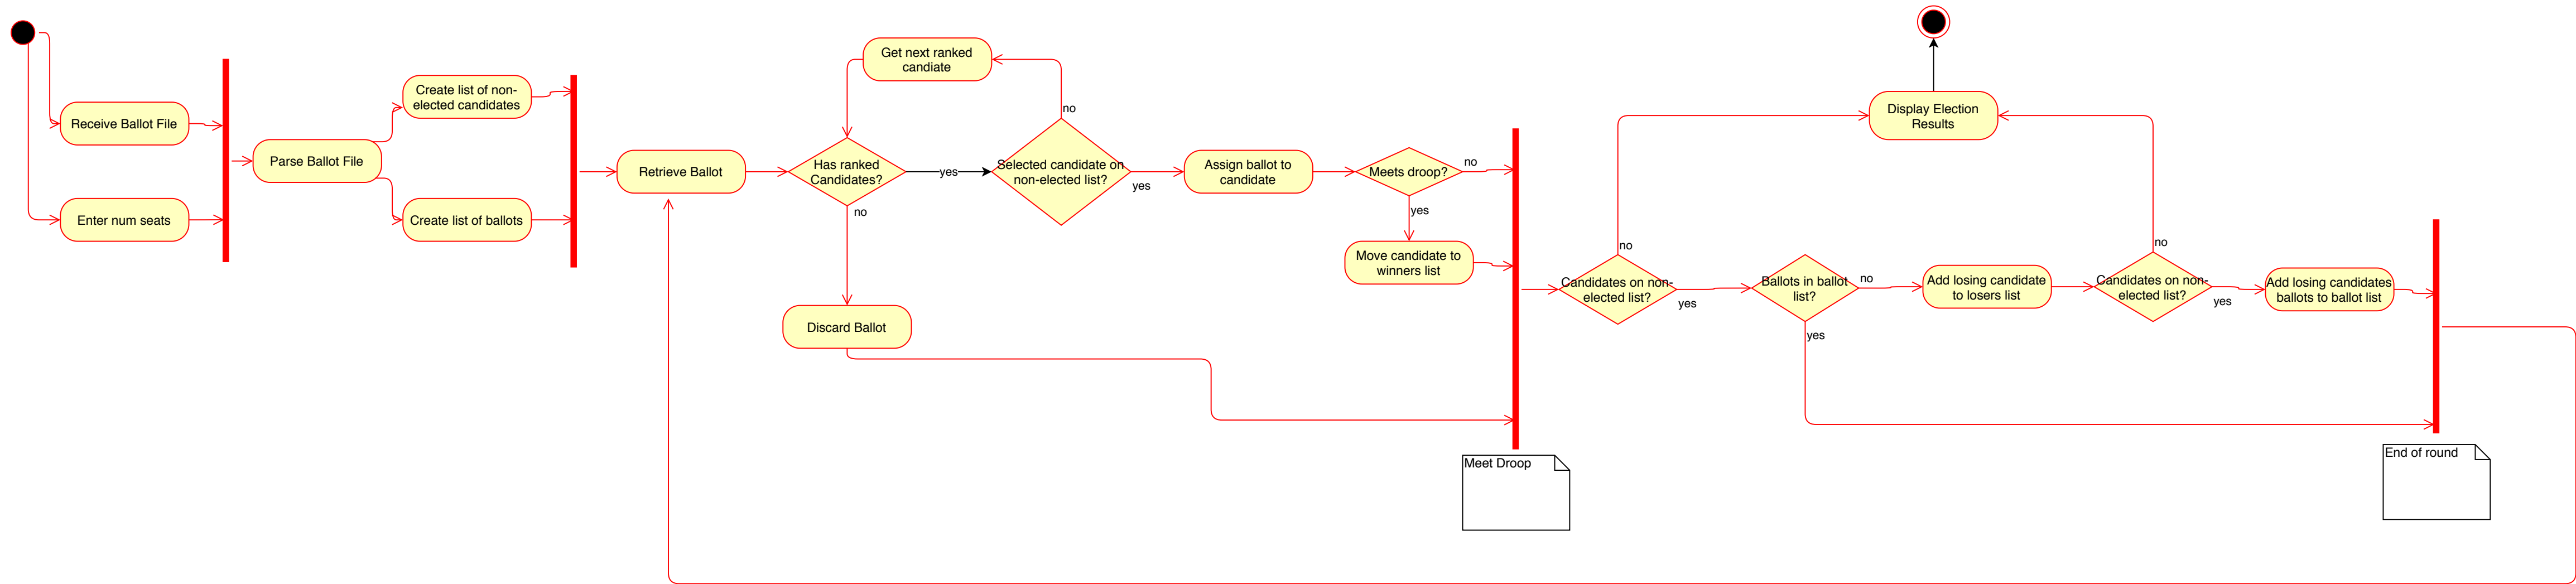 Receive Ballot File
Enter num seats
Parse Ballot File
Create list of non-
elected candidates
Create list of ballots
Retrieve Ballot
Get next ranked
candiate
Has ranked
Candidates?
yes
no
Discard Ballot
Selected candidate on
non-elected list?
no
yes
Assign ballot to
candidate
Meets droop?
no
yes
Move candidate to
winners list
Meet Droop
Candidates on non-
elected list?
no
yes
Display Election
Results
Ballots in ballot
list?
no
yes
Add losing candidate
to losers list
Candidates on non-
elected list?
no
yes
Add losing candidates
ballots to ballot list
End of round